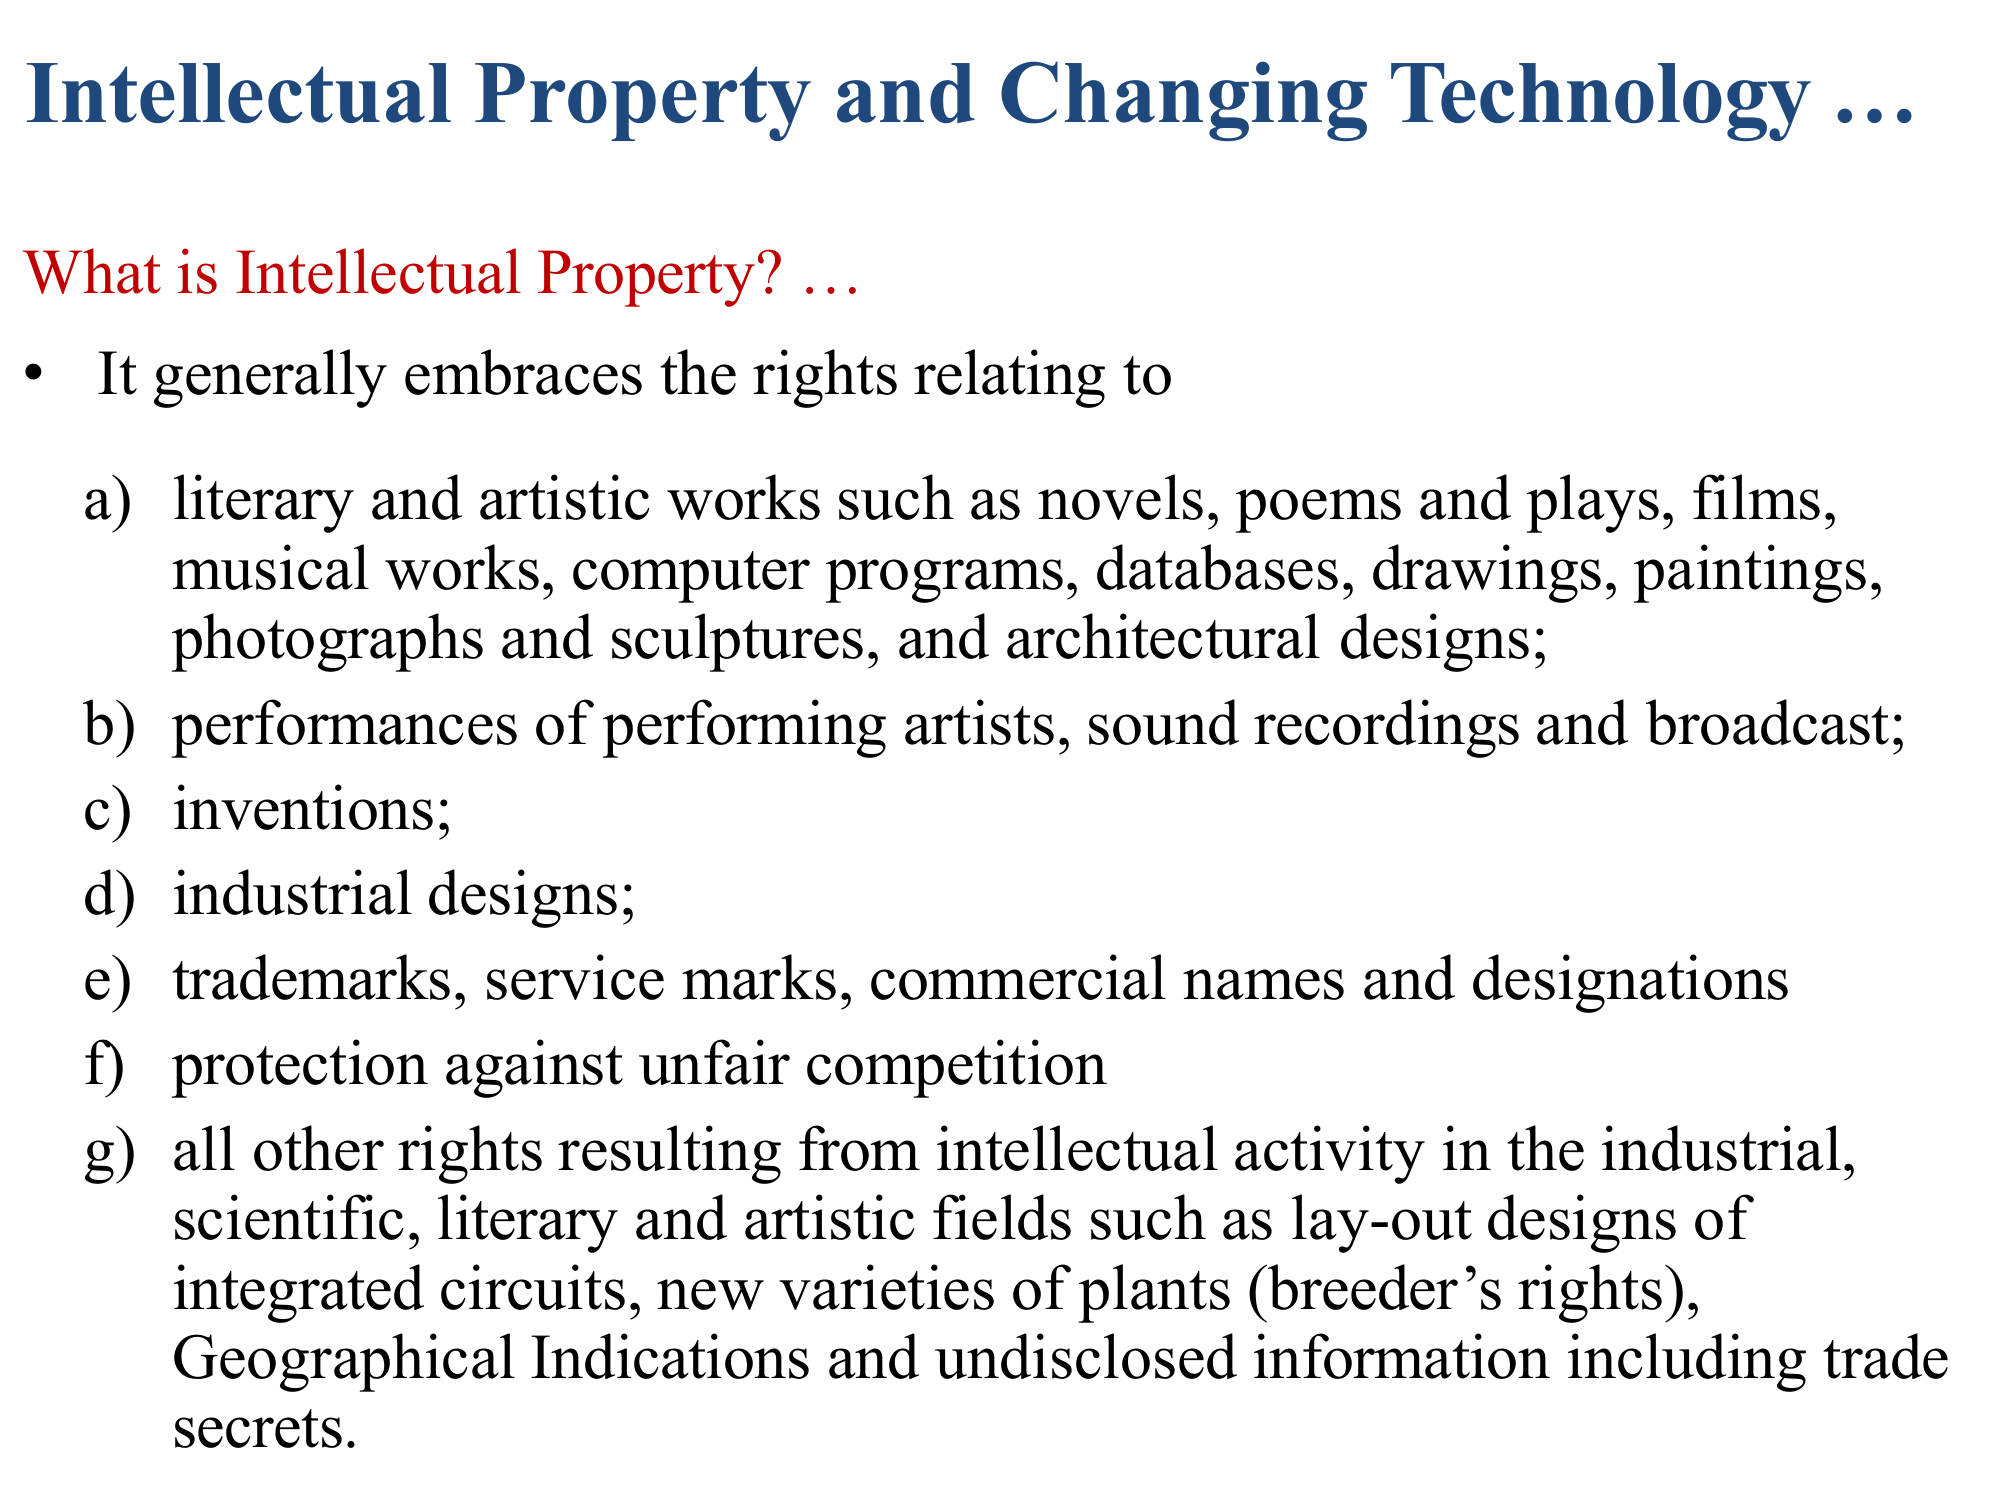 Intellectual Property and Changing Technology …
What is Intellectual Property? …
• It generally embraces the rights relating to
a) literary and artistic works such as novels, poems and plays, films,
musical works, computer programs, databases, drawings, paintings,
photographs and sculptures, and architectural designs;
b) performances of performing artists, sound recordings and broadcast;
c) inventions;
d) industrial designs;
e) trademarks, service marks, commercial names and designations
f) protection against unfair competition
g) all other rights resulting from intellectual activity in the industrial,
scientific, literary and artistic fields such as lay-out designs of
integrated circuits, new varieties of plants (breeder’s rights),
Geographical Indications and undisclosed information including trade
secrets.